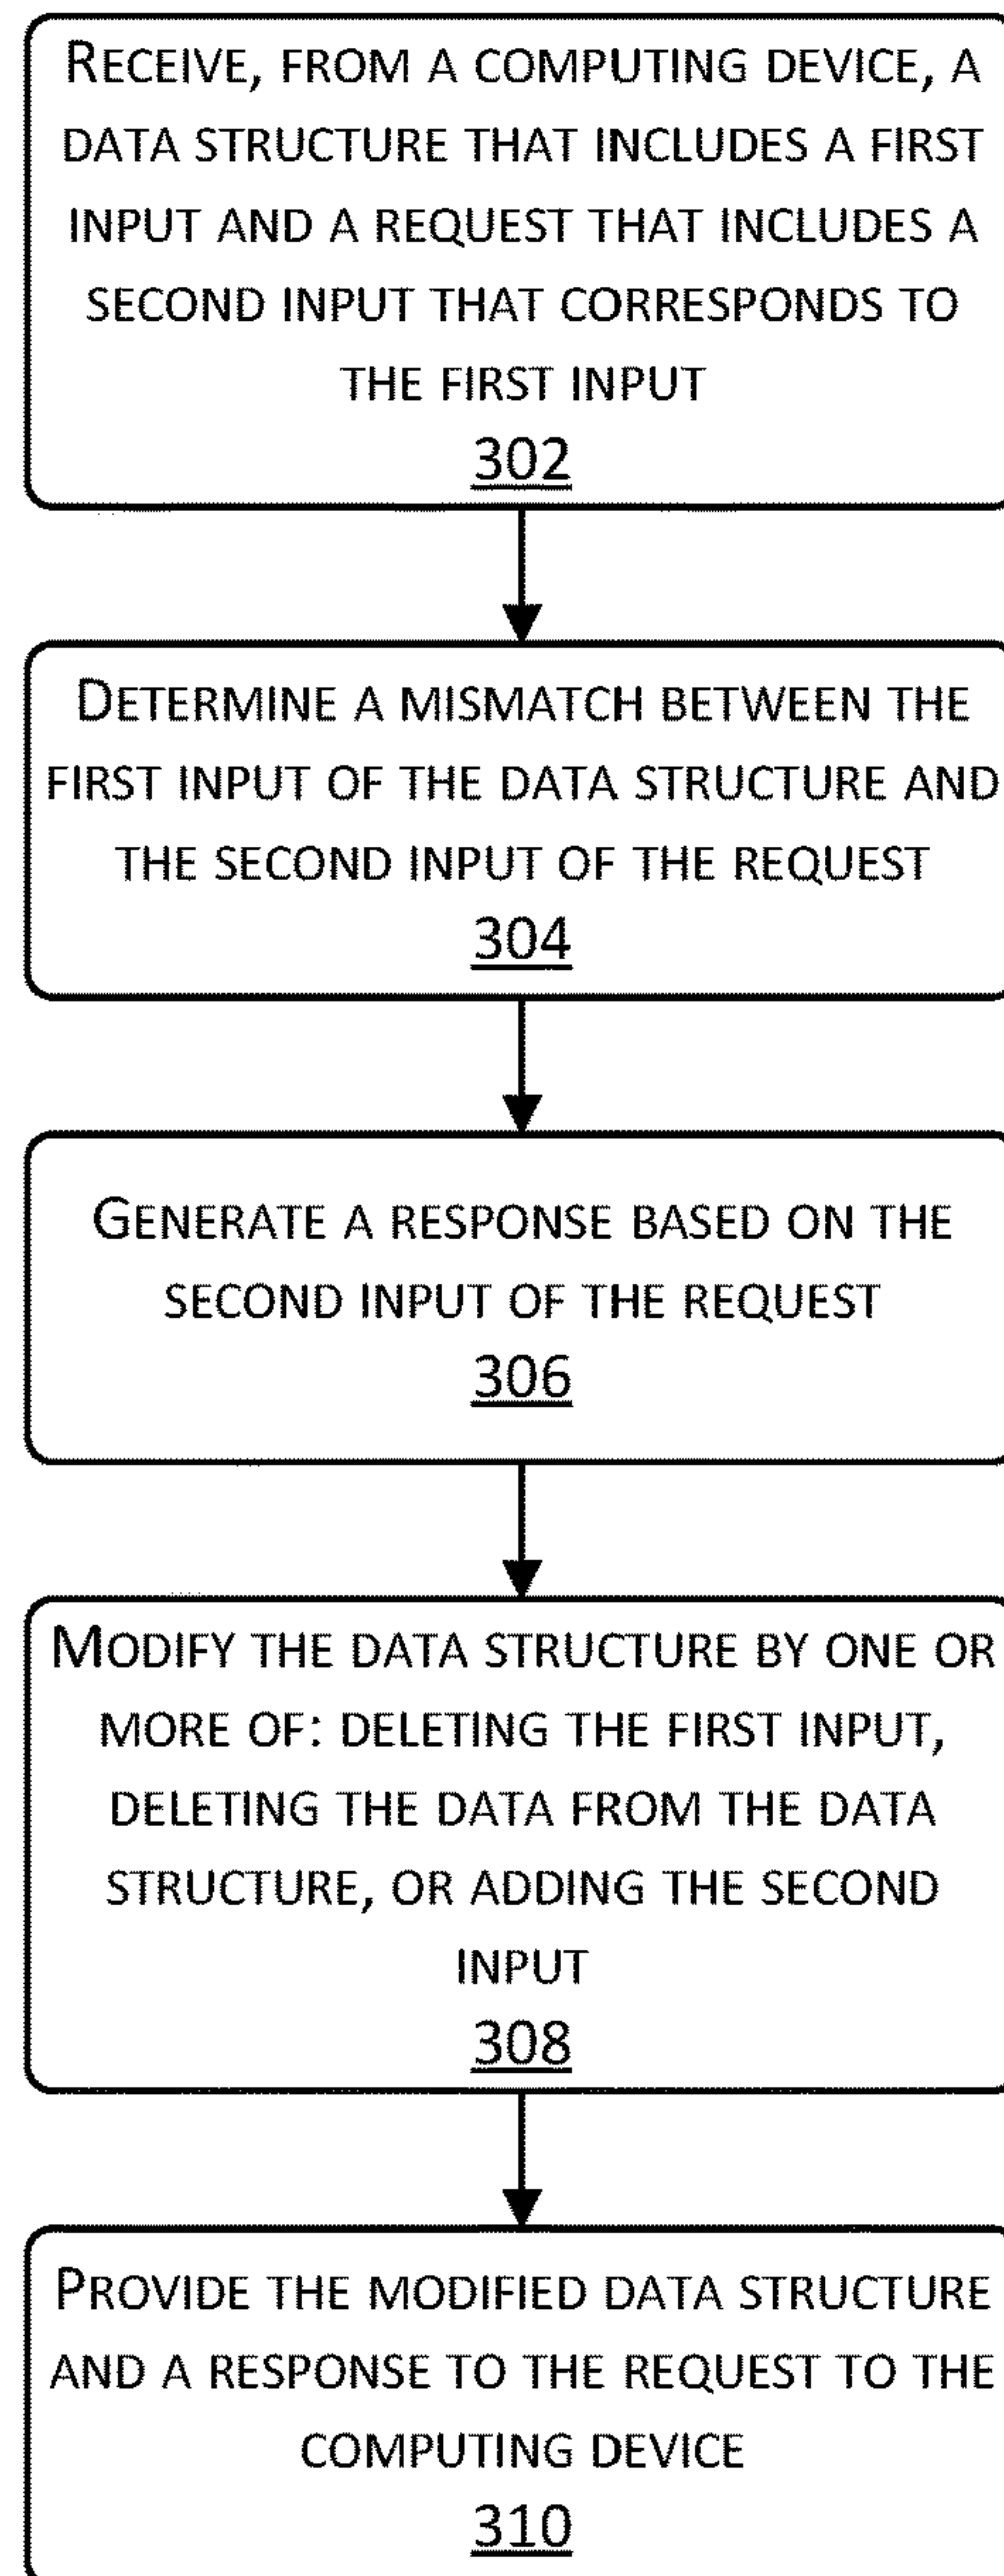 RECEIVE, FROM A COMPUTING DEVICE, A
DATA STRUCTURE THAT INCLUDES A FIRST
INPUT AND A REQUEST THAT INCLUDES A
SECOND INPUT THAT CORRESPONDS TO
THE FIRST INPUT
302
DETERMINE A MISMATCH BETWEEN THE
FIRST INPUT OF THE DATA STRUCTURE AND
THE SECOND INPUT OF THE REQUEST
304
GENERATE A RESPONSE BASED ON THE
SECOND INPUT OF THE REQUEST
306
MODIFY THE DATA STRUCTURE BY ONE OR
MORE OF: DELETING THE FIRST INPUT,
DELETING THE DATA FROM THE DATA
STRUCTURE, OR ADDING THE SECOND
INPUT
308
PROVIDE THE MODIFIED DATA STRUCTURE
AND A RESPONSE TO THE REQUEST TO THE
COMPUTING DEVICE
310